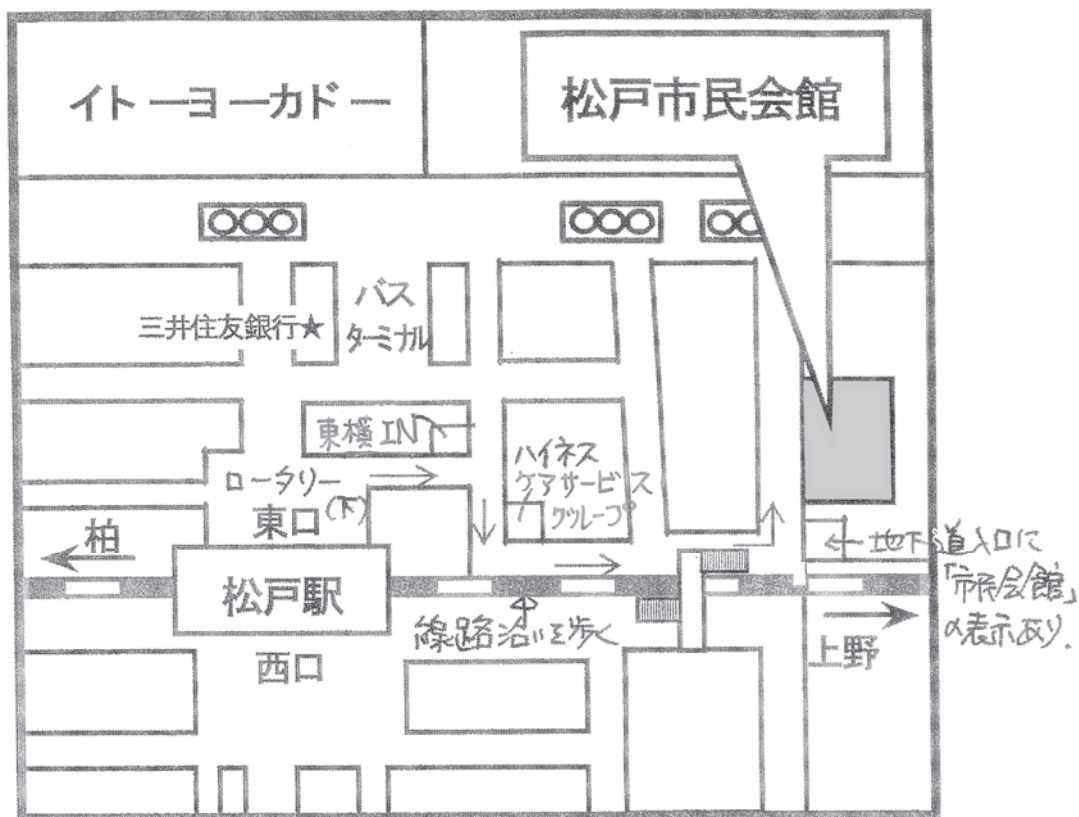 イトーヨーカドー
松戸市民会館
バス
ターミナル
三井住友銀行★
東横IN
ハイネス
ケアサービス
グループ
ロータリー
(下)
東口
柏
松戸駅
西口
線路沿いを歩く
上野
←地下道入口に
「市民会館」
の表示あり.